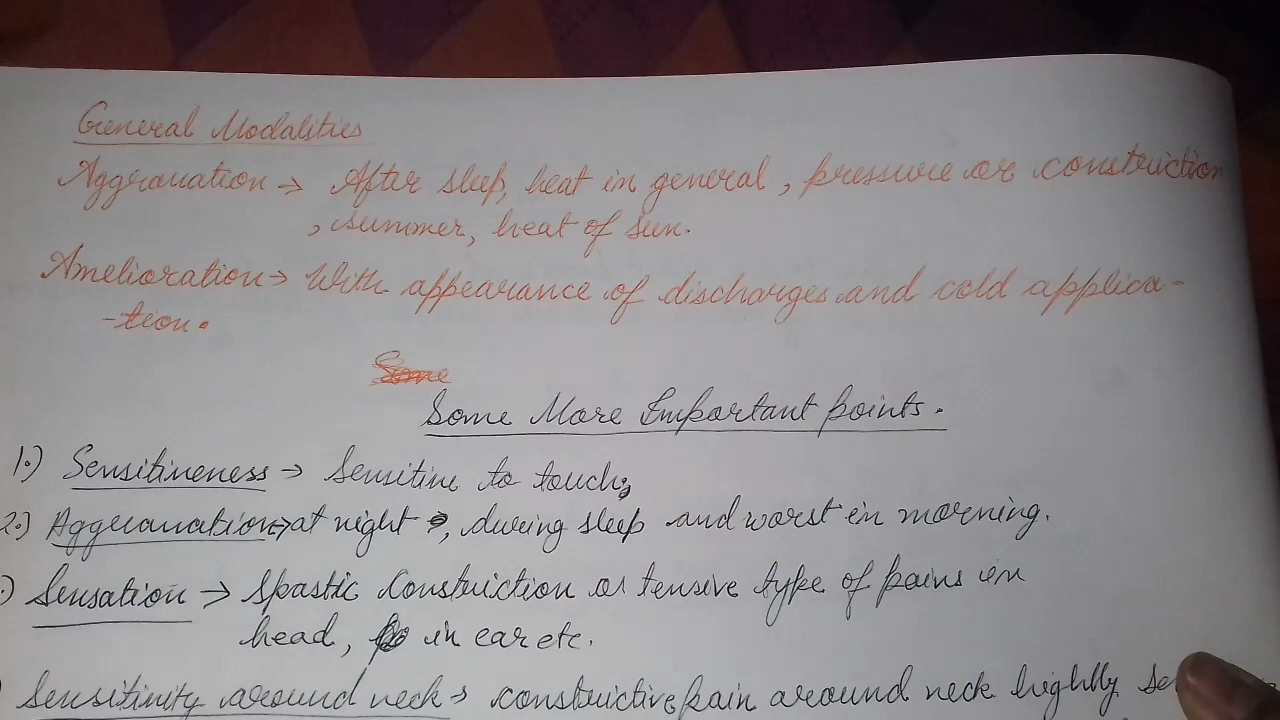 General Modalities
Aggravation → After sleep, heat in general, pressure or constriction
, summer, heat of sun.
Amelioration → With appearance of discharges and cold applica-
-tion.
Some
Some More Important points.
1.) Sensitiveness → Sensitive to touch,
2.) Aggravation → at night, during sleep and worst in morning.
) Sensation → Spastic Constriction or tensive type of pains in
head, in ear etc.
Sensitivity around neck → constrictive pain around neck highly se